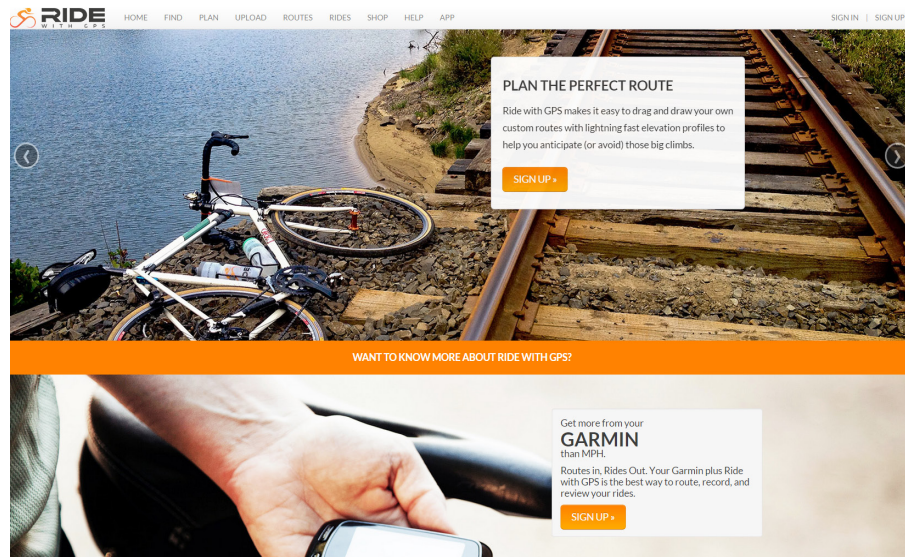 RIDE
WITH GPS
HOME FIND PLAN UPLOAD ROUTES RIDES SHOP HELP APP
SIGN IN | SIGN UP
PLAN THE PERFECT ROUTE
Ride with GPS makes it easy to drag and draw your own
custom routes with lightning fast elevation profiles to
help you anticipate (or avoid) those big climbs.
SIGN UP »
WANT TO KNOW MORE ABOUT RIDE WITH GPS?
Get more from your
GARMIN
than MPH.
Routes in, Rides Out. Your Garmin plus Ride
with GPS is the best way to route, record, and
review your rides.
SIGN UP »